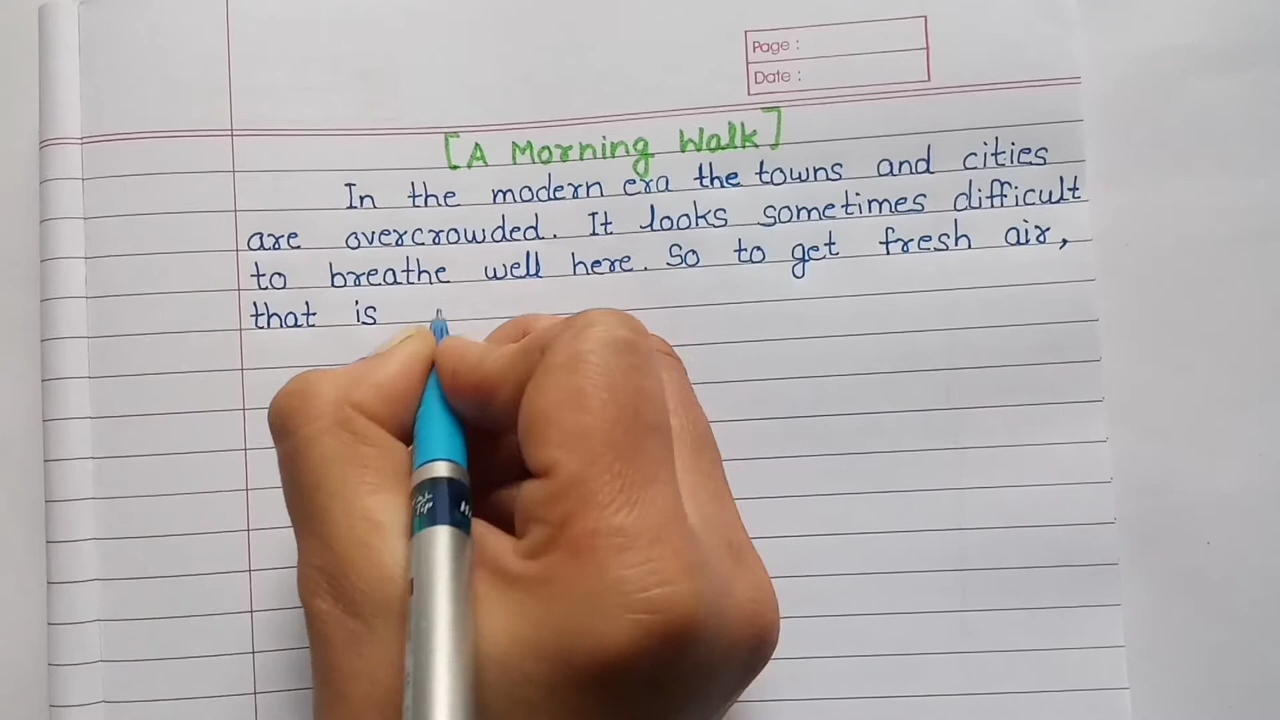 Page :
Date :
[A Morning Walk]
In the modern era the towns and cities
are overcrowded. It looks sometimes difficult
to breathe well here. So to get fresh air,
that is
Tip